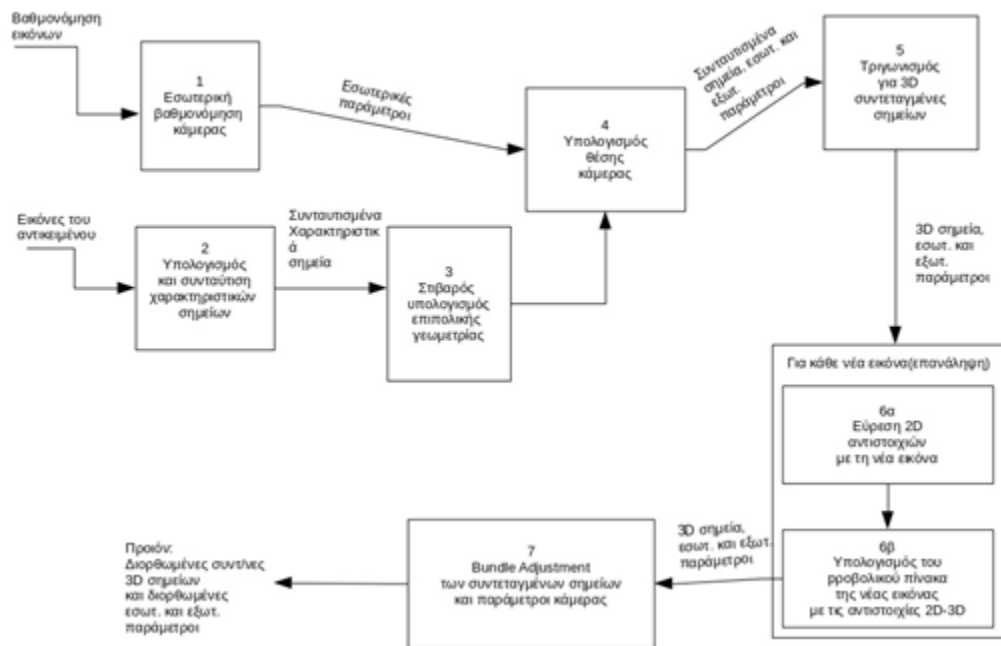 Βαθμονόμηση
εικόνων
1
Εσωτερική
βαθμονόμηση
κάμερας
Εσωτερικές
παράμετροι
4
Υπολογισμός
θέσης
κάμερας
Συνταυτισμένα
σημεία, εσωτ. και
εξωτ.
παράμετροι
5
Τριγωνισμός
για 3D
συντεταγμένες
σημείων
Εικόνες του
αντικειμένου
2
Υπολογισμός
και συνταύτιση
χαρακτηριστικών
σημείων
Συνταυτισμένα
Χαρακτηριστικ
ά
σημεία
3
Στιβαρός
υπολογισμός
επιπολικής
γεωμετρίας
3D σημεία,
εσωτ. και
εξωτ.
παράμετροι
Για κάθε νέα εικόνα(επανάληψη)
6α
Εύρεση 2D
αντιστοιχιών
με τη νέα εικόνα
6β
Υπολογισμός του
ρροβολικού πίνακα
της νέας εικόνας
με τις αντιστοιχίες 2D-3D
3D σημεία,
εσωτ. και εξωτ.
παράμετροι
7
Bundle Adjustment
των συντεταγμένων σημείων
και παράμετροι κάμερας
Προιόν:
Διορθωμένες συντ/νες
3D σημείων
και διορθωμένες
εσωτ. και εξωτ.
παράμετροι